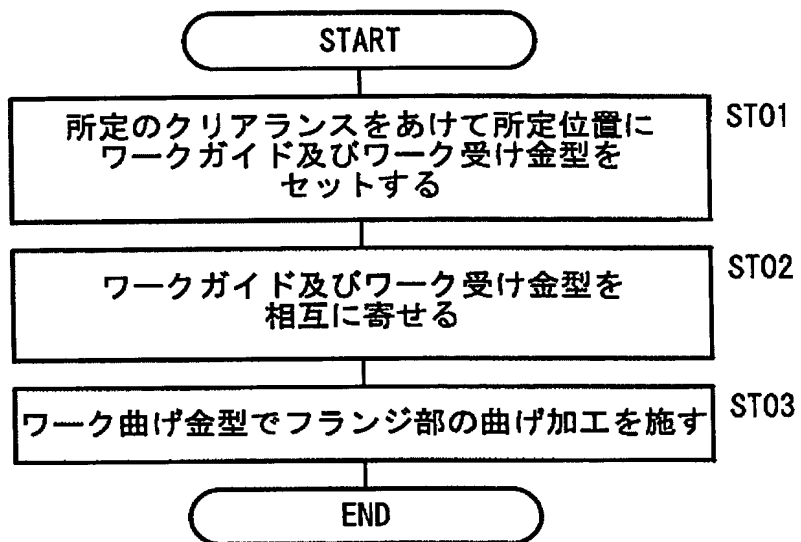 START
所定のクリアランスをあけて所定位置に
ワークガイド及びワーク受け金型を
セットする
ST01
ワークガイド及びワーク受け金型を
相互に寄せる
ST02
ワーク曲げ金型でフランジ部の曲げ加工を施す
ST03
END